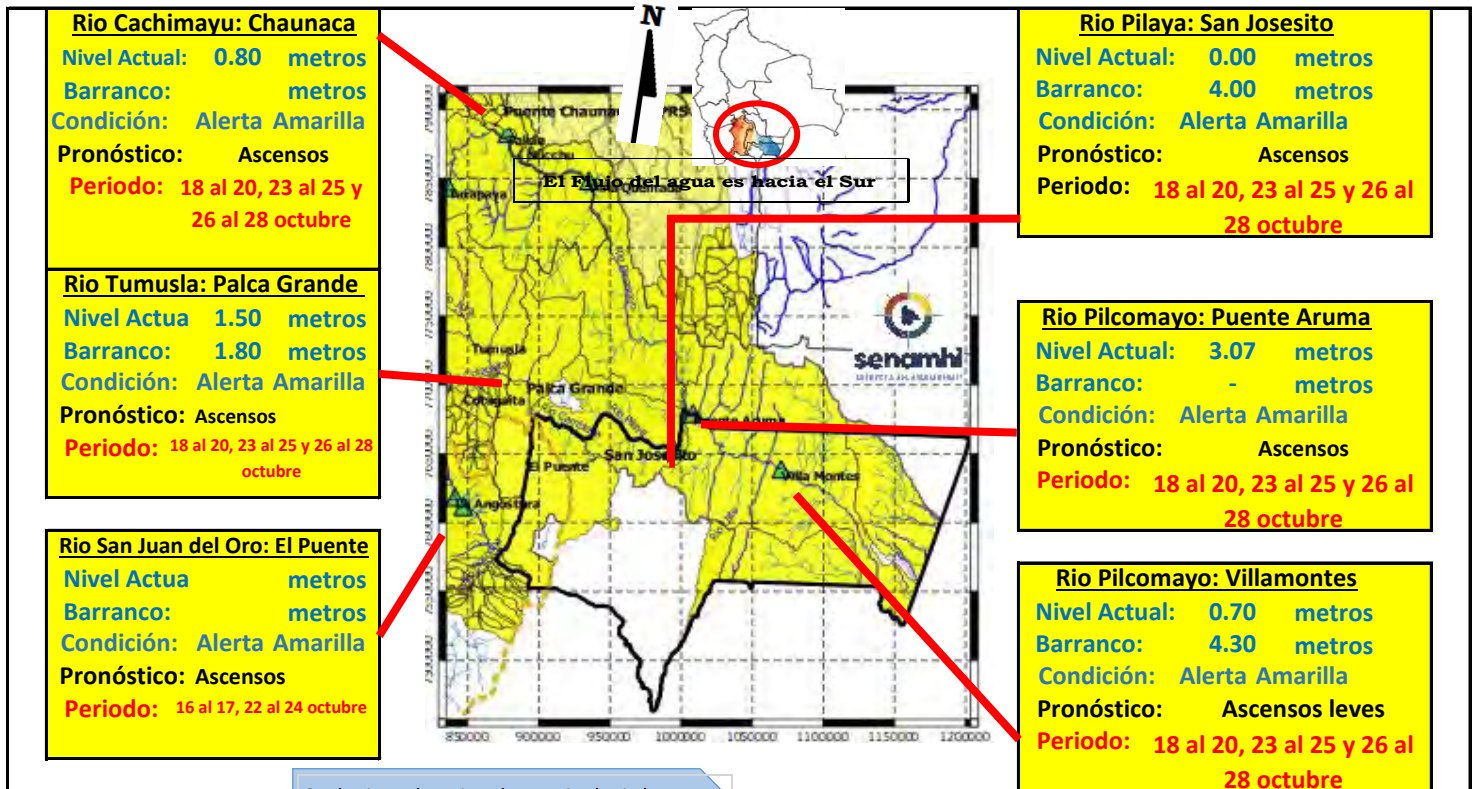 Rio Cachimayu: Chaunaca
Nivel Actual: 0.80 metros
Barranco: metros
Condición: Alerta Amarilla
Pronóstico: Ascensos
Periodo: 18 al 20, 23 al 25 y
26 al 28 octubre
Rio Tumusla: Palca Grande
Nivel Actua 1.50 metros
Barranco: 1.80 metros
Condición: Alerta Amarilla
Pronóstico: Ascensos
Periodo: 18 al 20, 23 al 25 y 26 al 28
octubre
Rio San Juan del Oro: El Puente
Nivel Actua metros
Barranco: metros
Condición: Alerta Amarilla
Pronóstico: Ascensos
Periodo: 16 al 17, 22 al 24 octubre
N
Puente Chauna
El Flujo del agua es hacia el Sur
senamhi
Tumusla
Palca Grande
Cotagaita
Aruma
San Josesito
El Puente
Villa Montes
Angostura
850000 900000 950000 1000000 1050000 1100000 1150000 1200000
Rio Pilaya: San Josesito
Nivel Actual: 0.00 metros
Barranco: 4.00 metros
Condición: Alerta Amarilla
Pronóstico: Ascensos
Periodo: 18 al 20, 23 al 25 y 26 al
28 octubre
Rio Pilcomayo: Puente Aruma
Nivel Actual: 3.07 metros
Barranco: - metros
Condición: Alerta Amarilla
Pronóstico: Ascensos
Periodo: 18 al 20, 23 al 25 y 26 al
28 octubre
Rio Pilcomayo: Villamontes
Nivel Actual: 0.70 metros
Barranco: 4.30 metros
Condición: Alerta Amarilla
Pronóstico: Ascensos leves
Periodo: 18 al 20, 23 al 25 y 26 al
28 octubre